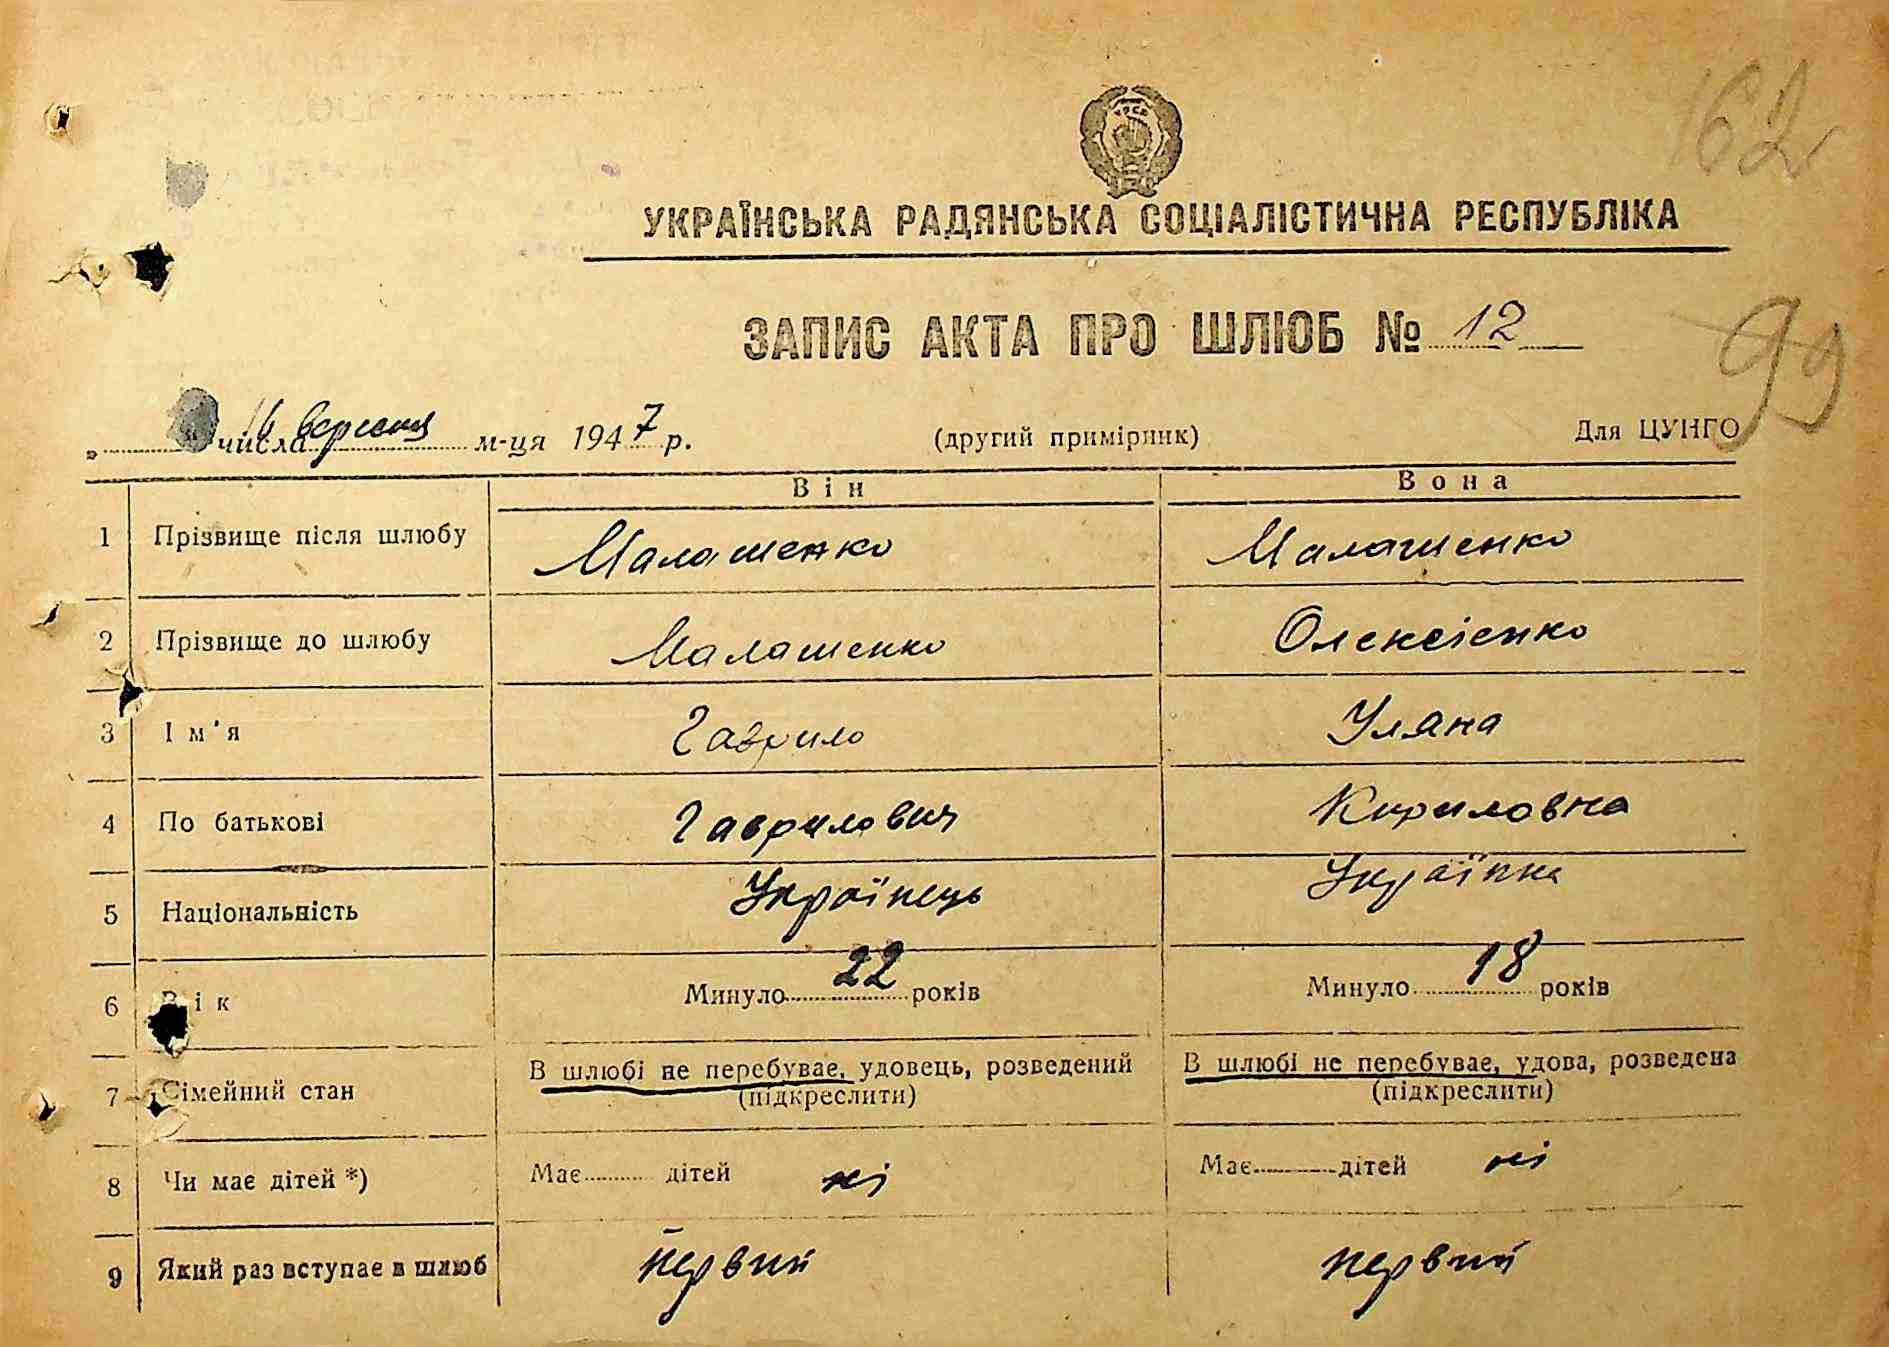 162
УКРАЇНСЬКА РАДЯНСЬКА СОЦІАЛІСТИЧНА РЕСПУБЛІКА
ЗАПИС АКТА ПРО ШЛЮБ № 12
99
" числа вересня м-ця 1947 р. (другий примірник) Для ЦУНГО
Він Вона
1 Прізвище після шлюбу Малашенко Малашенко
2 Прізвище до шлюбу Малашенко Олексієнко
3 Ім'я Гаврило Уляна
4 По батькові Гаврилович Кириловна
5 Національність Українець Українка
6 Вік Минуло 22 років Минуло 18 років
7 Сімейний стан В шлюбі не перебуває, удовець, розведений В шлюбі не перебуває, удова, розведена
(підкреслити) (підкреслити)
8 Чи має дітей *) Має дітей ні Має дітей ні
9 Який раз вступає в шлюб первий первий